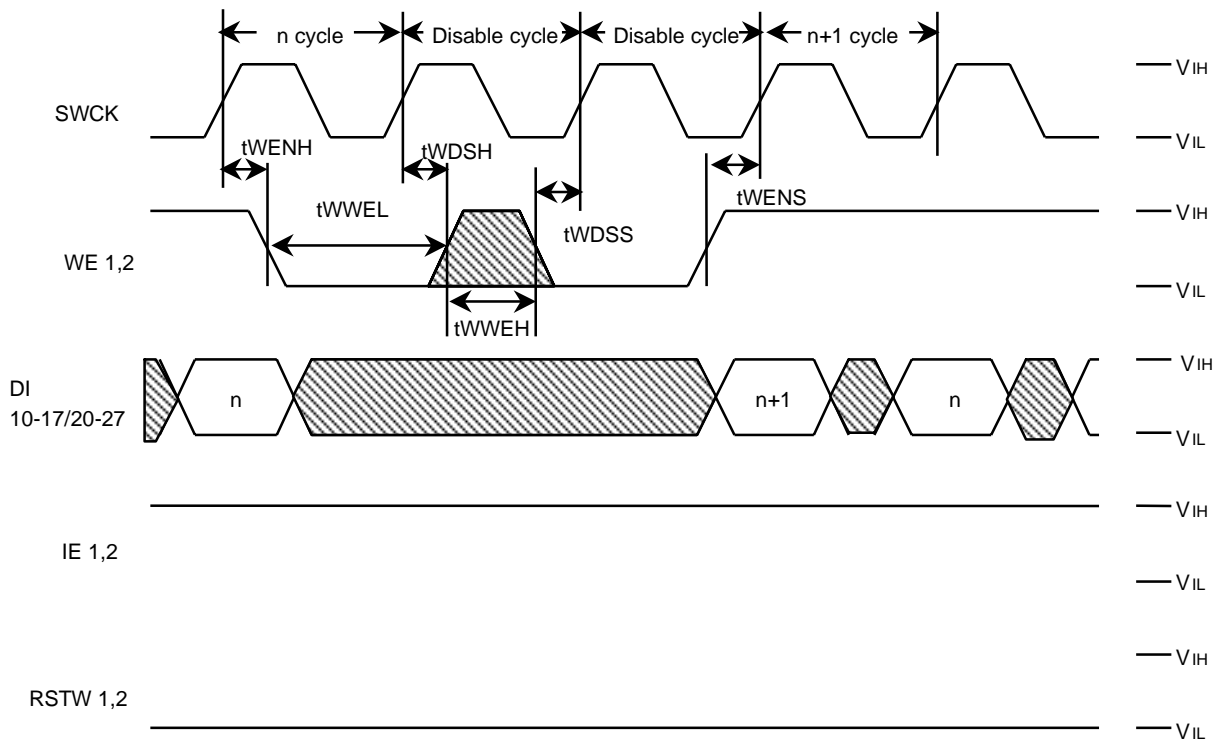 n cycle Disable cycle Disable cycle n+1 cycle
VIH
SWCK
VIL
tWENH tWDSH
tWENS
tWWEL
VIH
tWDSS
WE 1,2
VIL
tWWEH
VIH
DI
10-17/20-27
n n+1 n
VIL
VIH
IE 1,2
VIL
VIH
RSTW 1,2
VIL